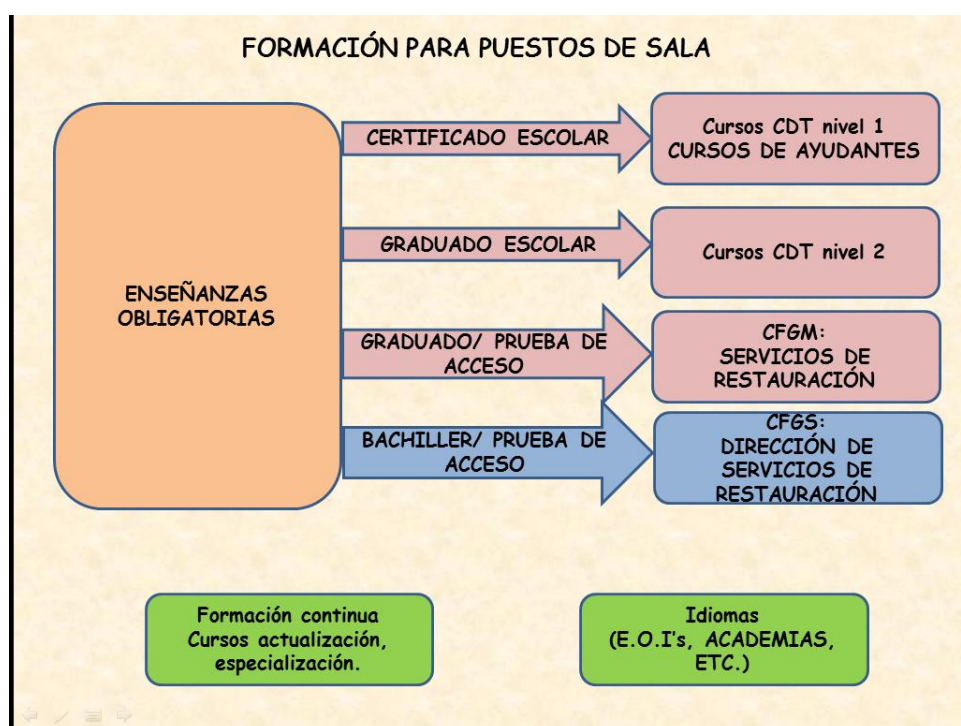 FORMACIÓN PARA PUESTOS DE SALA
ENSEÑANZAS
OBLIGATORIAS
CERTIFICADO ESCOLAR
Cursos CDT nivel 1
CURSOS DE AYUDANTES
GRADUADO ESCOLAR
Cursos CDT nivel 2
GRADUADO/ PRUEBA DE
ACCESO
CFGM:
SERVICIOS DE
RESTAURACIÓN
BACHILLER/ PRUEBA DE
ACCESO
CFGS:
DIRECCIÓN DE
SERVICIOS DE
RESTAURACIÓN
Formación continua
Cursos actualización,
especialización.
Idiomas
(E.O.I's, ACADEMIAS,
ETC.)